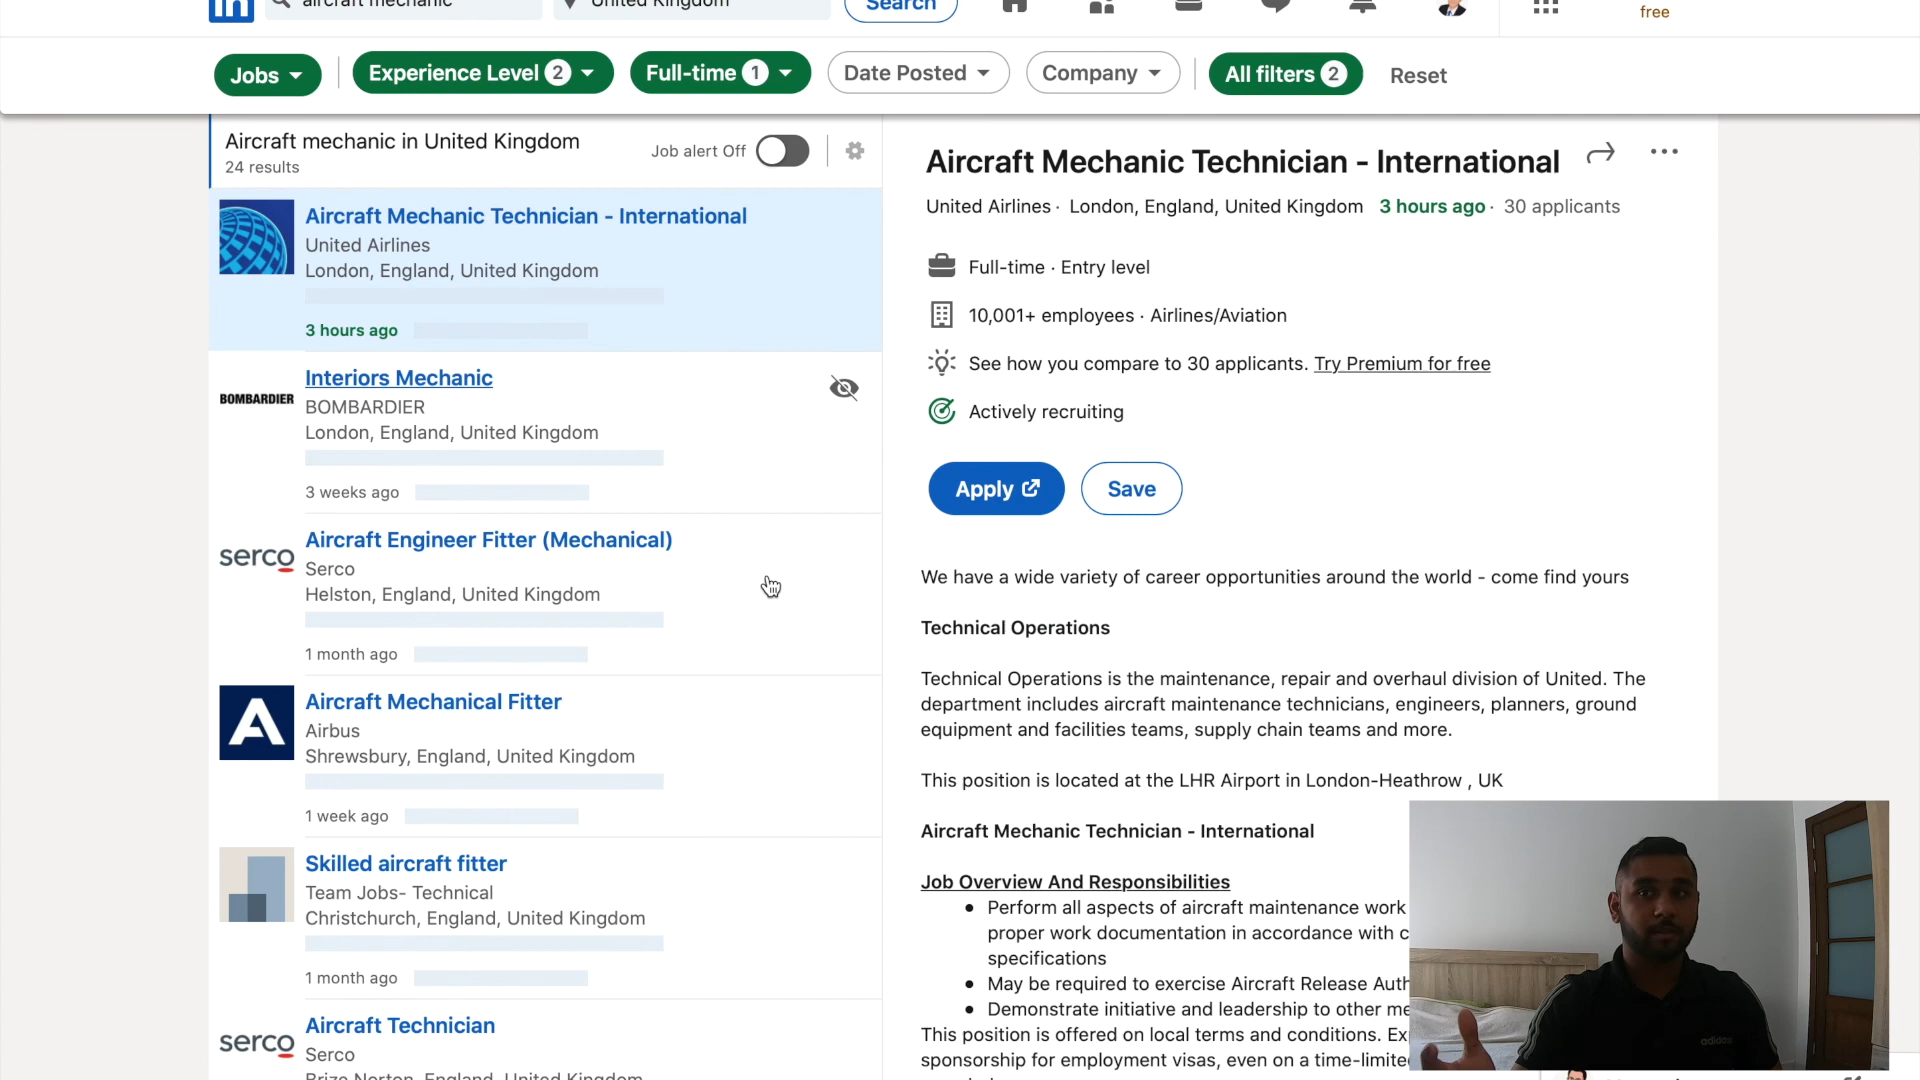 in aircraft mechanic United Kingdom Search
free
Jobs Experience Level 2 Full-time 1 Date Posted Company All filters 2 Reset
Aircraft mechanic in United Kingdom
24 results
Job alert Off
Aircraft Mechanic Technician - International
United Airlines
London, England, United Kingdom
3 hours ago
BOMBARDIER
Interiors Mechanic
BOMBARDIER
London, England, United Kingdom
3 weeks ago
serco
Aircraft Engineer Fitter (Mechanical)
Serco
Helston, England, United Kingdom
1 month ago
A
Aircraft Mechanical Fitter
Airbus
Shrewsbury, England, United Kingdom
1 week ago
Skilled aircraft fitter
Team Jobs- Technical
Christchurch, England, United Kingdom
1 month ago
serco
Aircraft Technician
Serco
Brize Norton, England, United Kingdom
Aircraft Mechanic Technician - International
United Airlines · London, England, United Kingdom 3 hours ago · 30 applicants
Full-time · Entry level
10,001+ employees · Airlines/Aviation
See how you compare to 30 applicants. Try Premium for free
Actively recruiting
Apply Save
We have a wide variety of career opportunities around the world - come find yours
Technical Operations
Technical Operations is the maintenance, repair and overhaul division of United. The
department includes aircraft maintenance technicians, engineers, planners, ground
equipment and facilities teams, supply chain teams and more.
This position is located at the LHR Airport in London-Heathrow , UK
Aircraft Mechanic Technician - International
Job Overview And Responsibilities
• Perform all aspects of aircraft maintenance work
proper work documentation in accordance with
specifications
• May be required to exercise Aircraft Release
• Demonstrate initiative and leadership to other
This position is offered on local terms and conditions.
sponsorship for employment visas, even on a
adidas